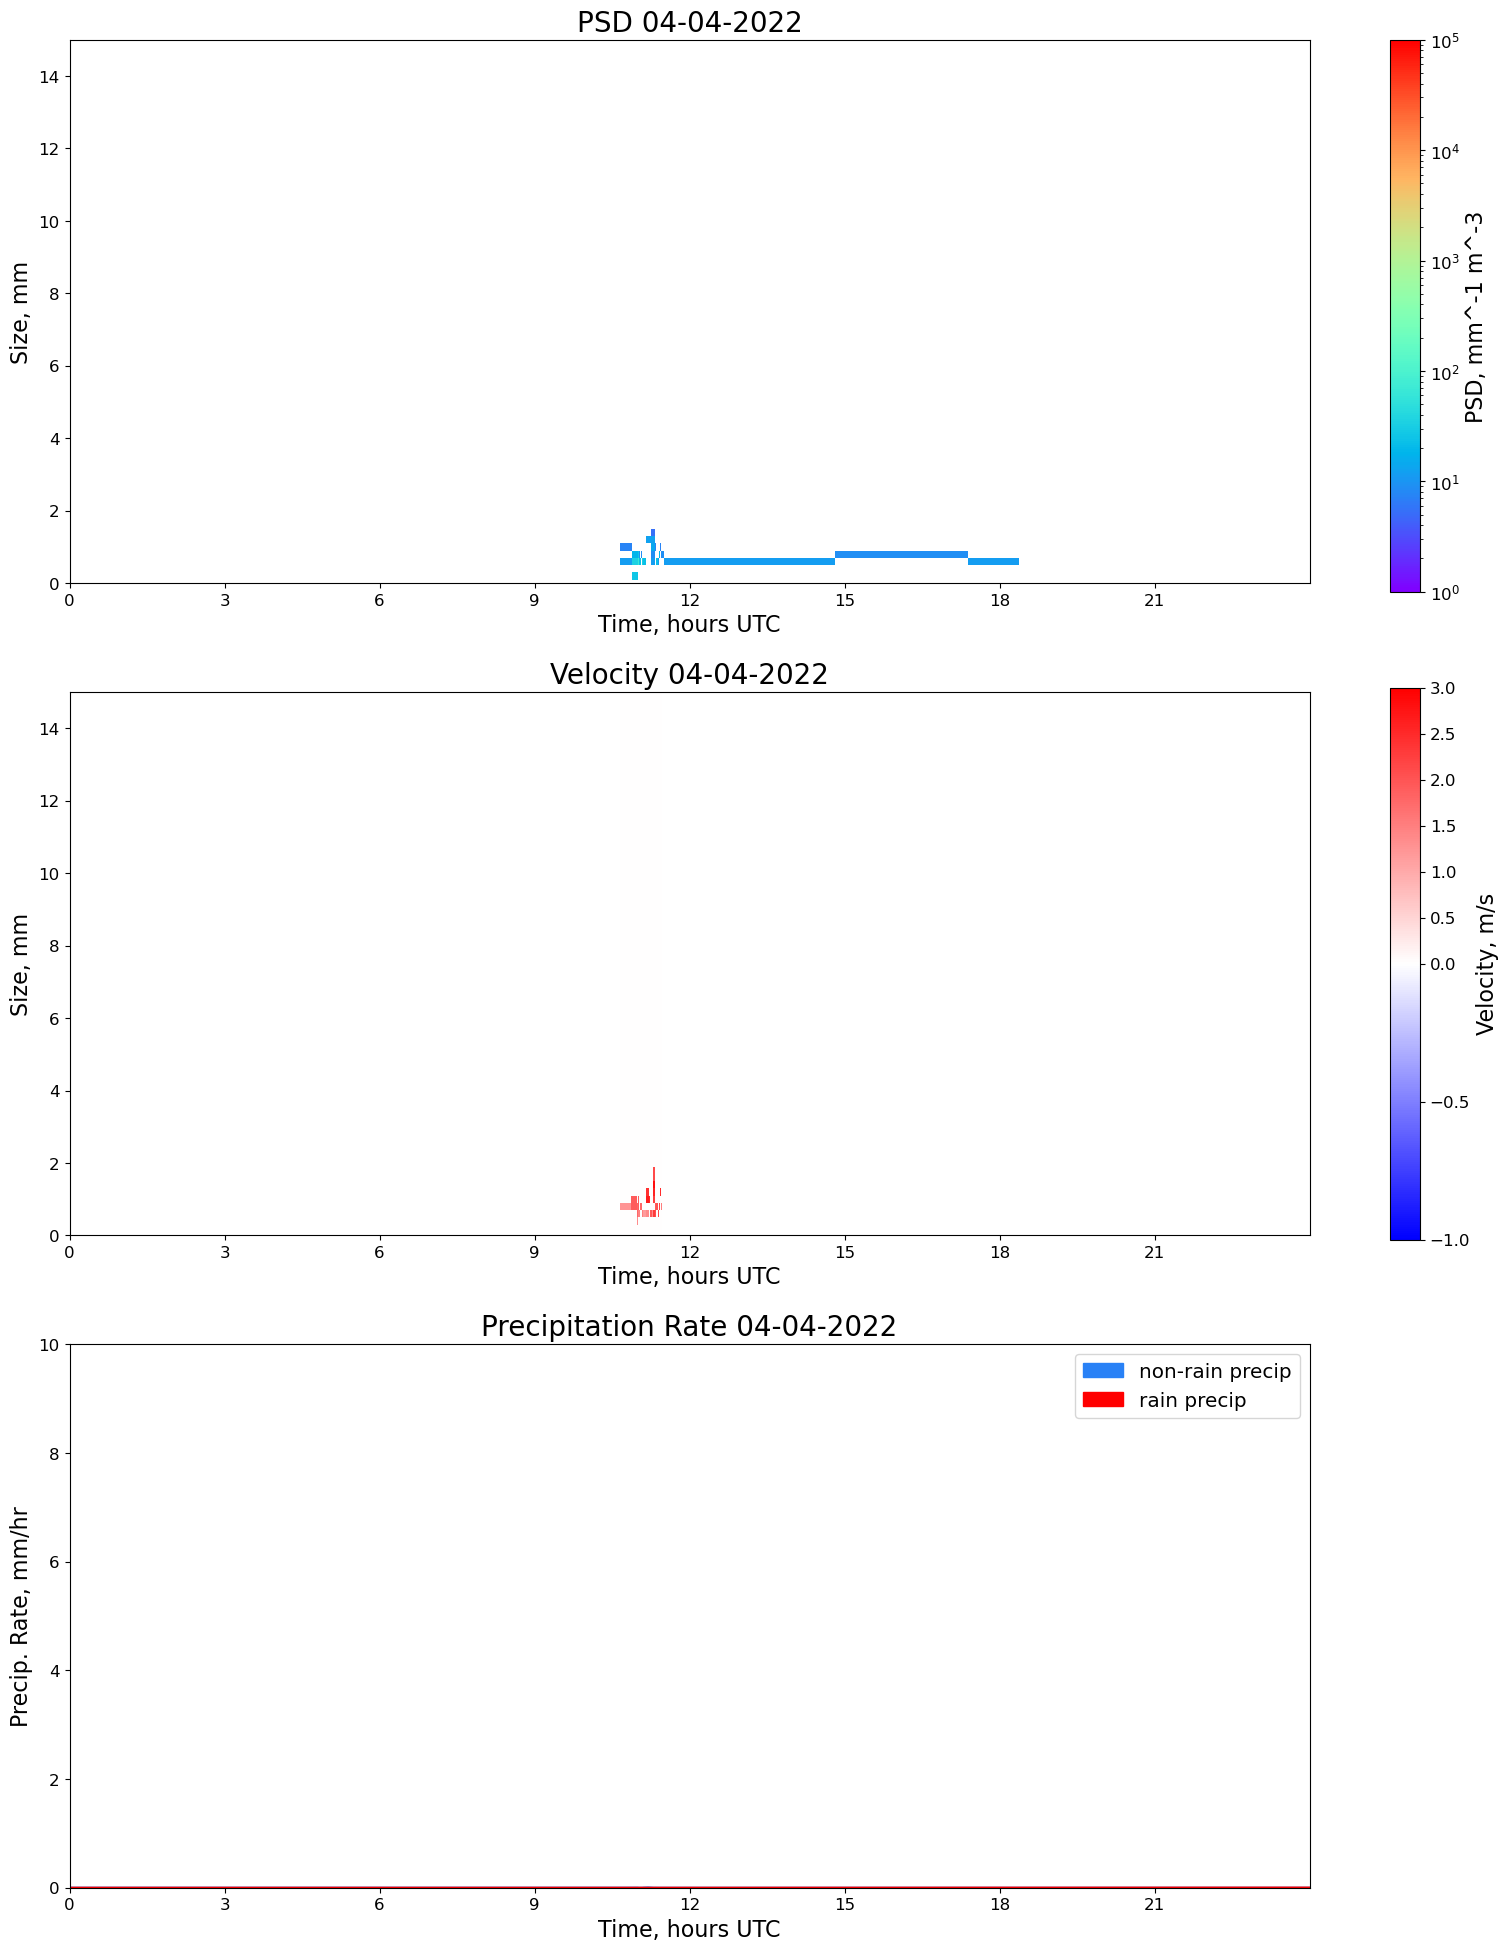 PSD 04-04-2022
14
12
10
8
6
4
2
0
Size, mm
0 3 6 9 12 15 18 21
Time, hours UTC
10^5
10^4
10^3
10^2
10^1
10^0
PSD, mm^-1 m^-3
Velocity 04-04-2022
14
12
10
8
6
4
2
0
Size, mm
0 3 6 9 12 15 18 21
Time, hours UTC
3.0
2.5
2.0
1.5
1.0
0.5
0.0
−0.5
−1.0
Velocity, m/s
Precipitation Rate 04-04-2022
10
8
6
4
2
0
Precip. Rate, mm/hr
non-rain precip
rain precip
0 3 6 9 12 15 18 21
Time, hours UTC